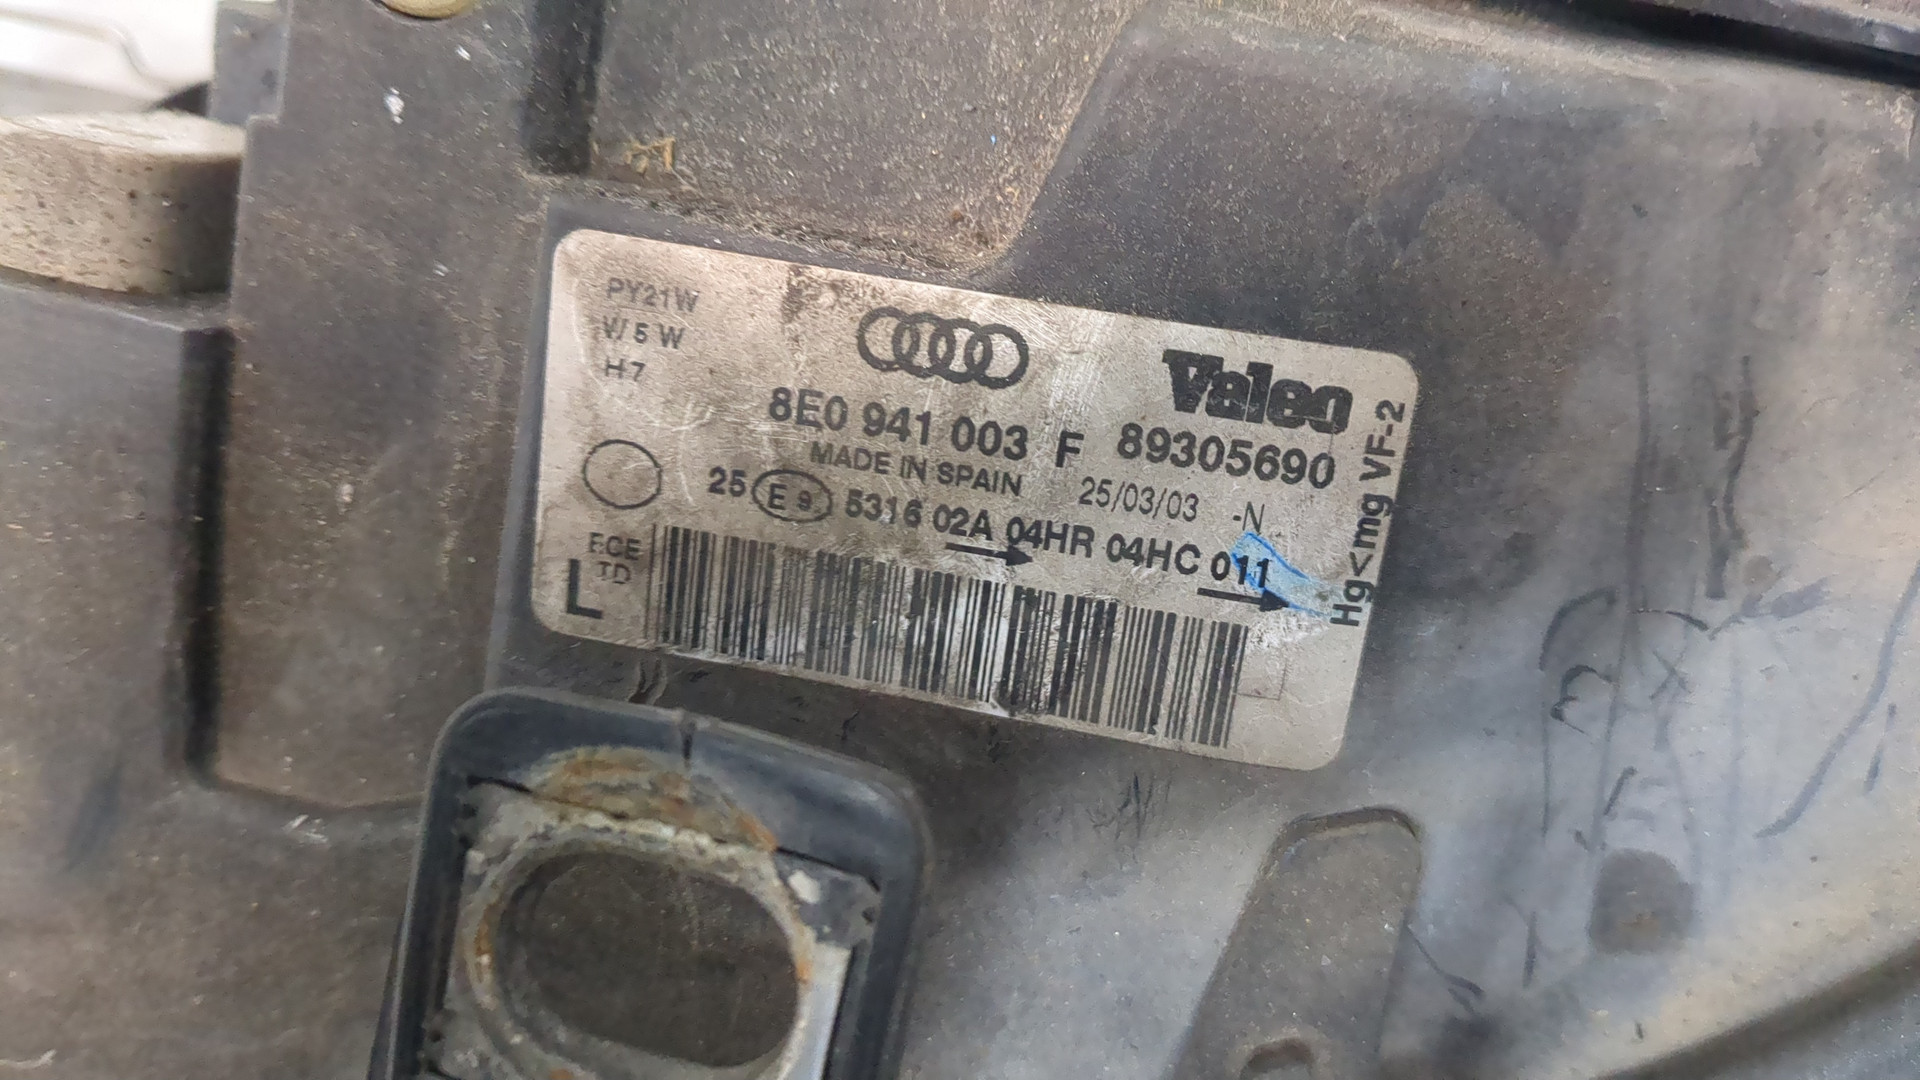 PY21W
W5W
H7
Valeo
8E0 941 003 F 89305690
MADE IN SPAIN 25/03/03 -N
25 E9 5316 02A 04HR 04HC 011
ECE
L TD
Hg<mg VF-2